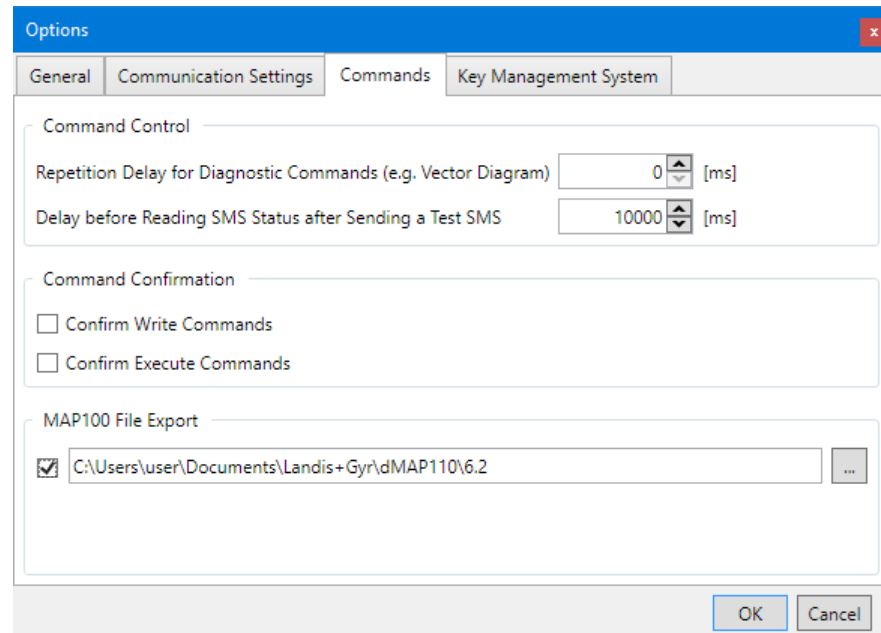 Options
x
General Communication Settings Commands Key Management System
Command Control
Repetition Delay for Diagnostic Commands (e.g. Vector Diagram) 0 [ms]
Delay before Reading SMS Status after Sending a Test SMS 10000 [ms]
Command Confirmation
Confirm Write Commands
Confirm Execute Commands
MAP100 File Export
C:\Users\user\Documents\Landis+Gyr\dMAP110\6.2 ...
OK Cancel